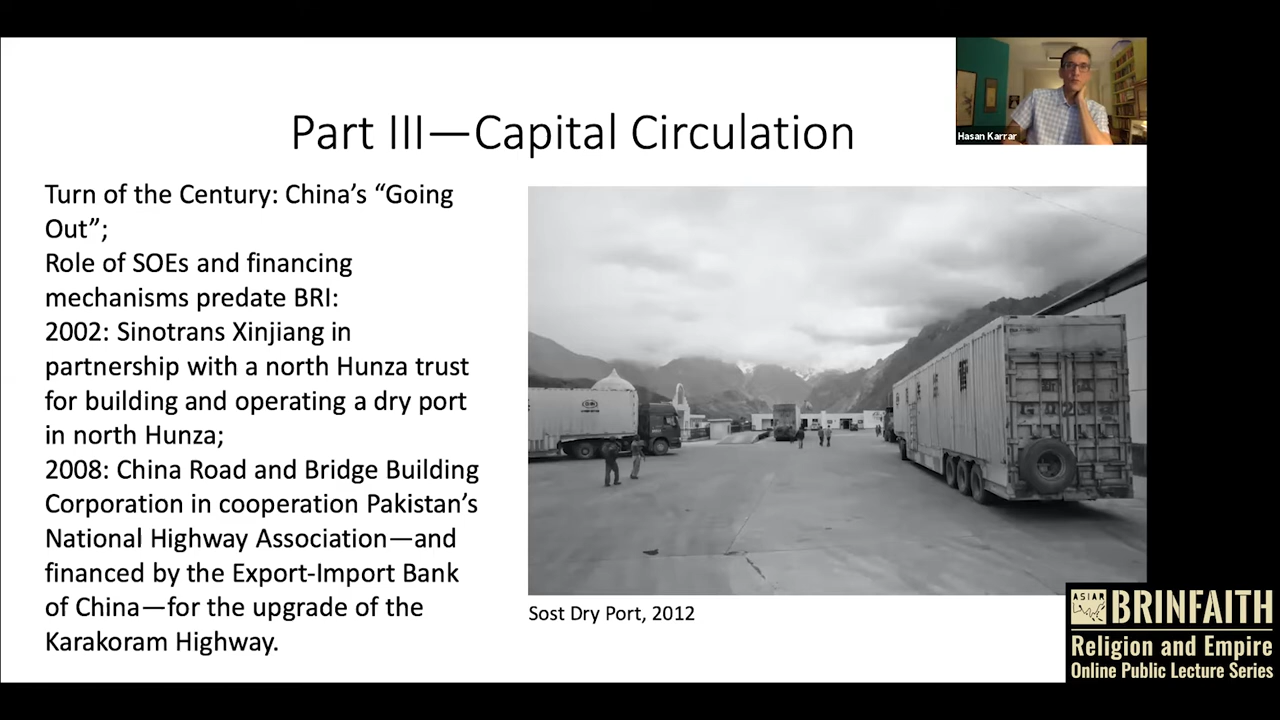 Part III—Capital Circulation
Hasan Karrar
Turn of the Century: China’s “Going
Out”;
Role of SOEs and financing
mechanisms predate BRI:
2002: Sinotrans Xinjiang in
partnership with a north Hunza trust
for building and operating a dry port
in north Hunza;
2008: China Road and Bridge Building
Corporation in cooperation Pakistan’s
National Highway Association—and
financed by the Export-Import Bank
of China—for the upgrade of the
Karakoram Highway.
Sost Dry Port, 2012
ASIAR
BRINFAITH
Religion and Empire
Online Public Lecture Series